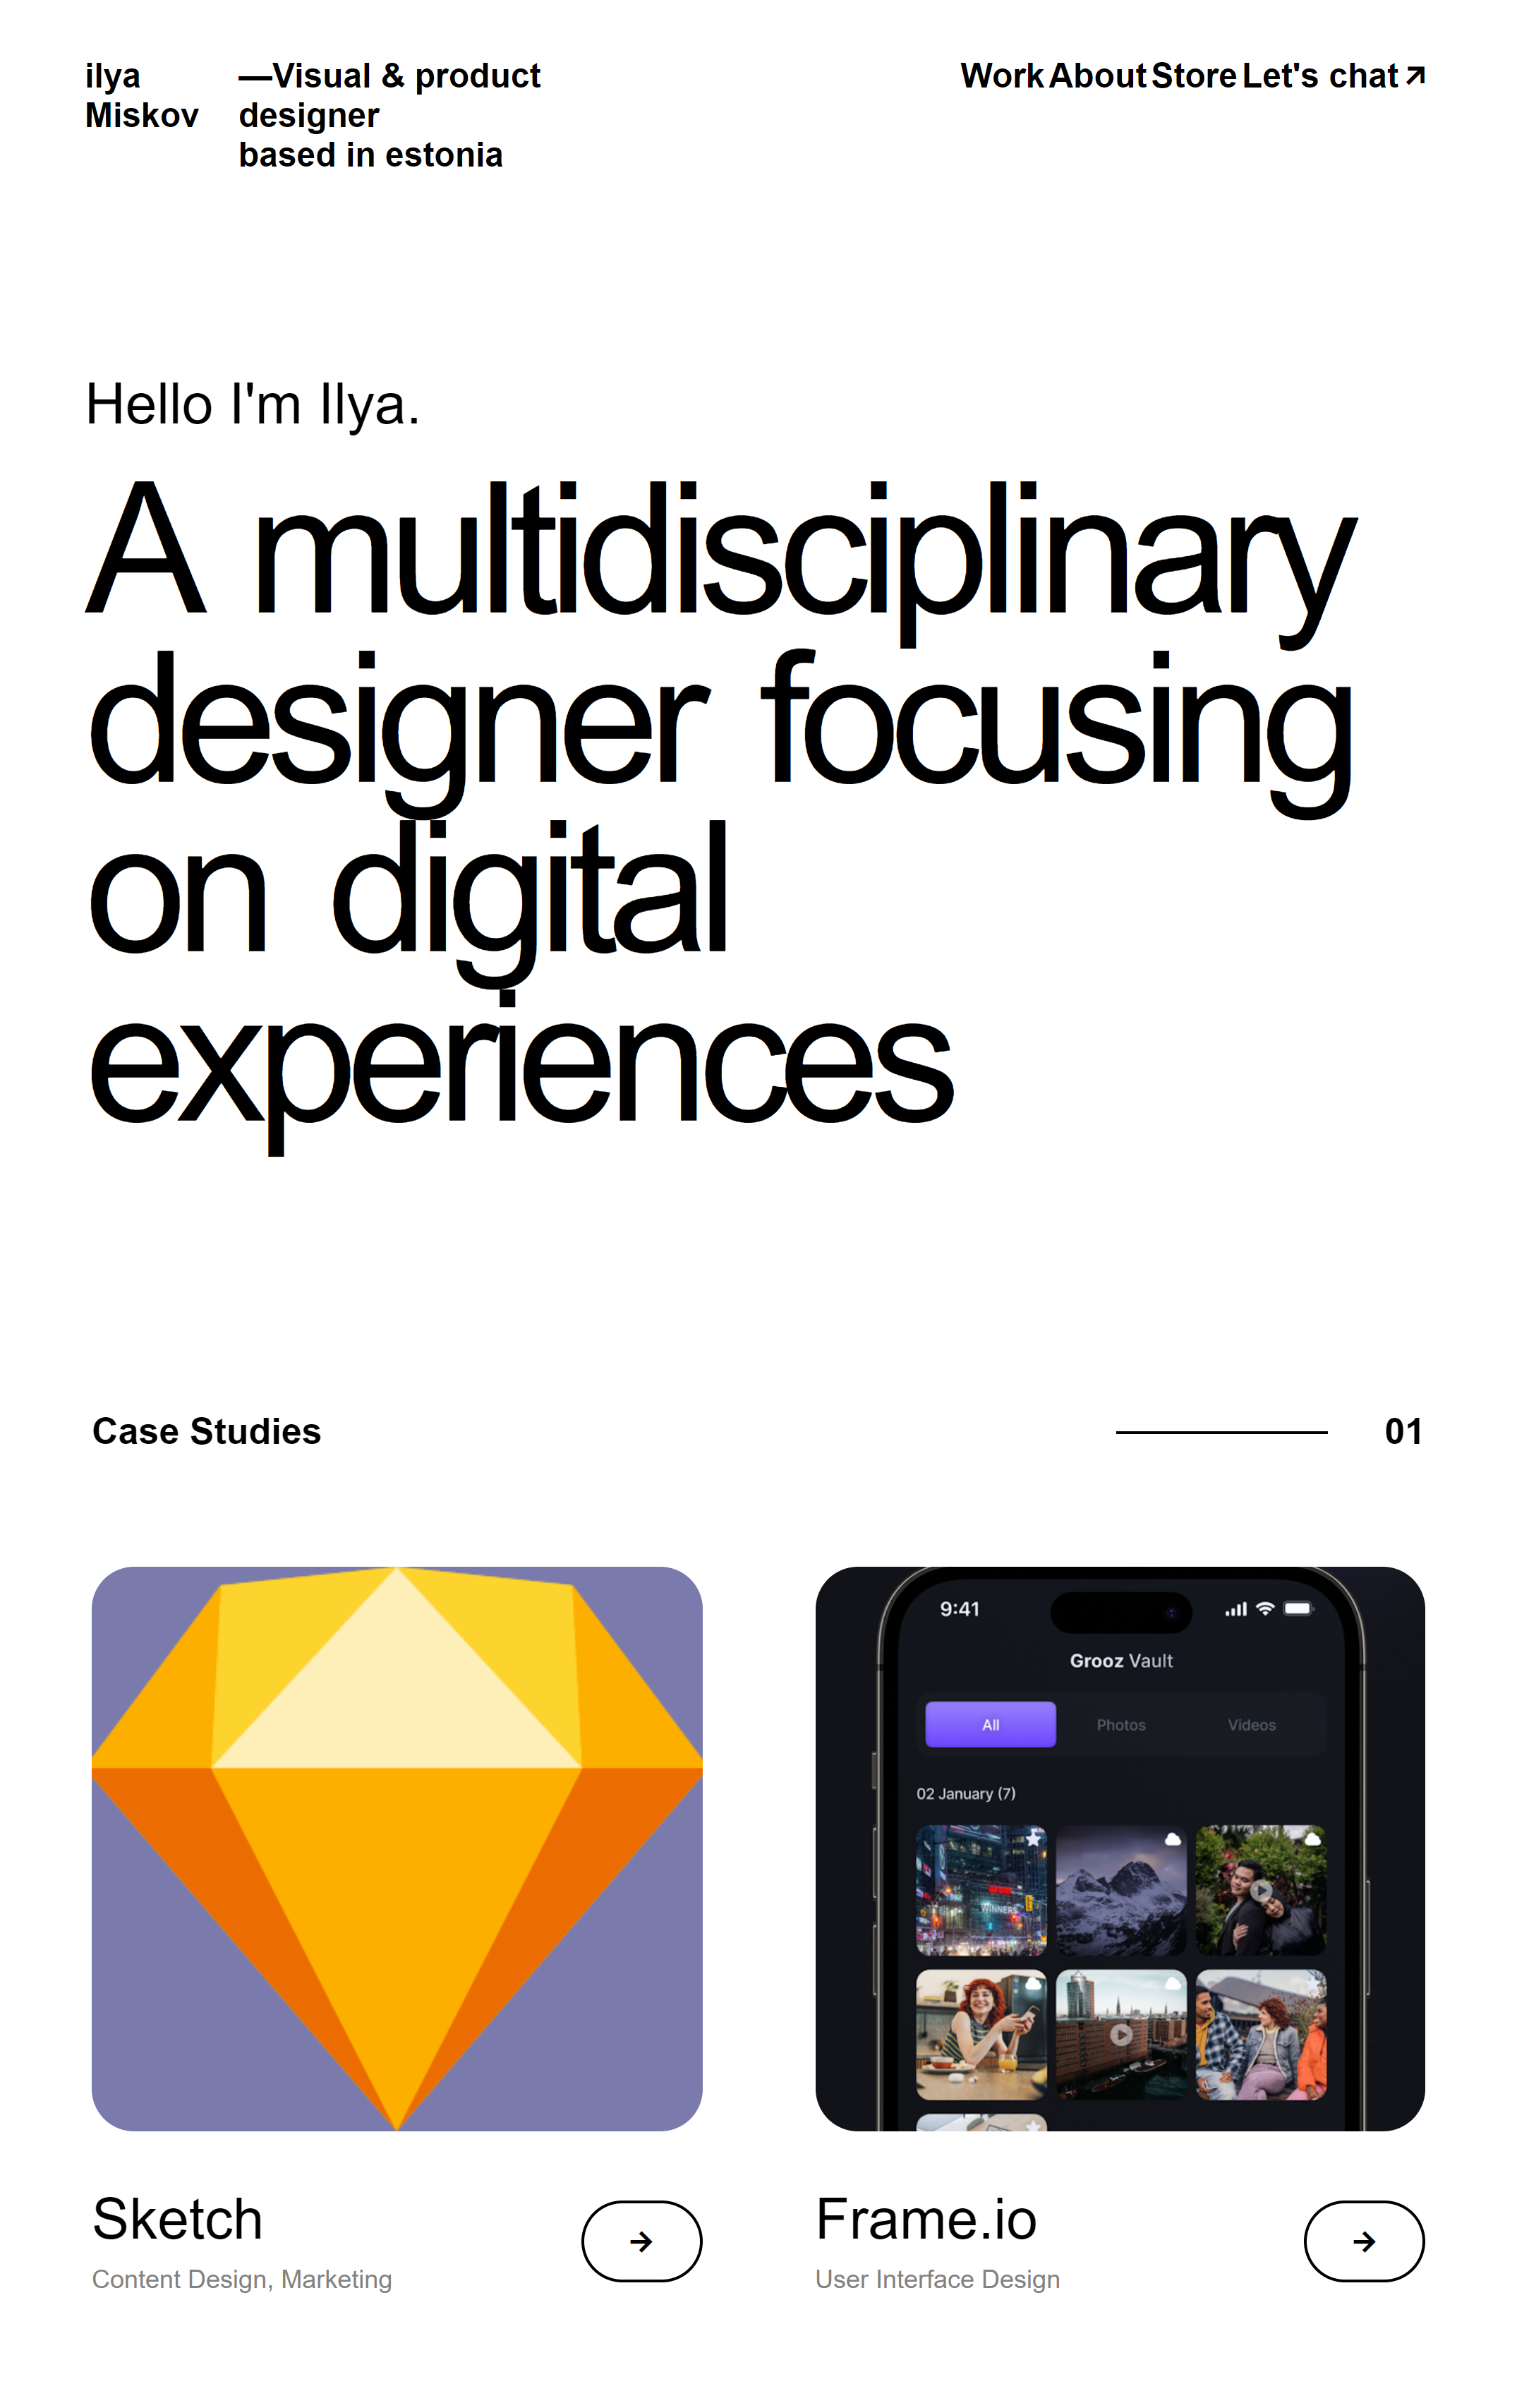 ilya
Miskov
—Visual & product
designer
based in estonia
Work About Store Let's chat ↗
Hello I'm Ilya.
A multidisciplinary
designer focusing
on digital
experiences
Case Studies
01
9:41
Grooz Vault
All Photos Videos
02 January (7)
WINNERS
Sketch
Content Design, Marketing
→
Frame.io
User Interface Design
→